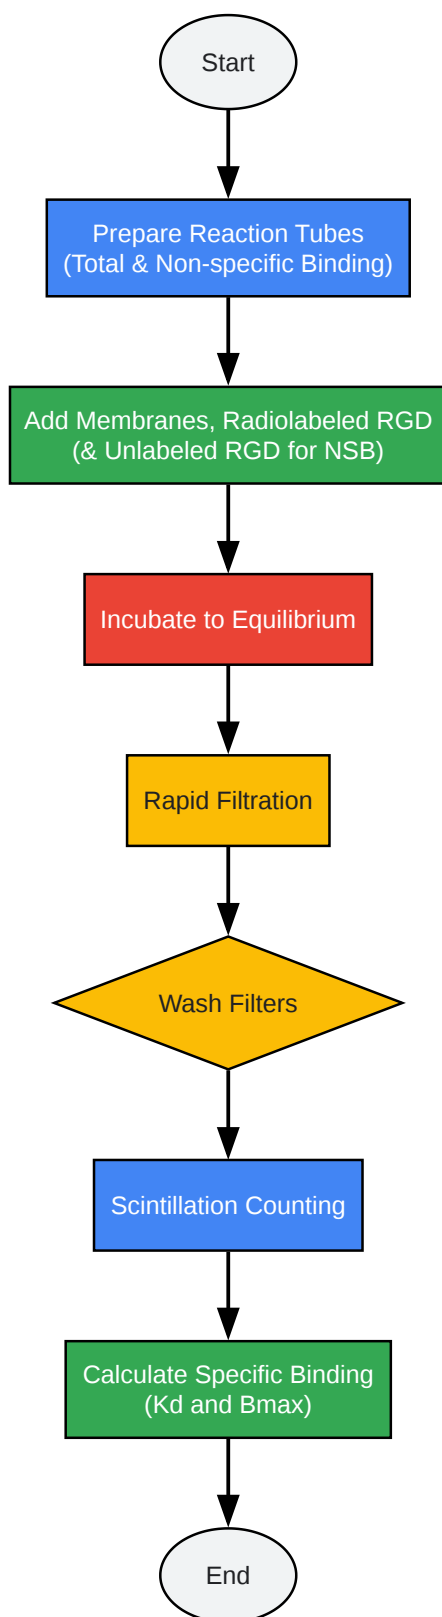 Start
Prepare Reaction Tubes
(Total & Non-specific Binding)
Add Membranes, Radiolabeled RGD
(& Unlabeled RGD for NSB)
Incubate to Equilibrium
Rapid Filtration
Wash Filters
Scintillation Counting
Calculate Specific Binding
(Kd and Bmax)
End